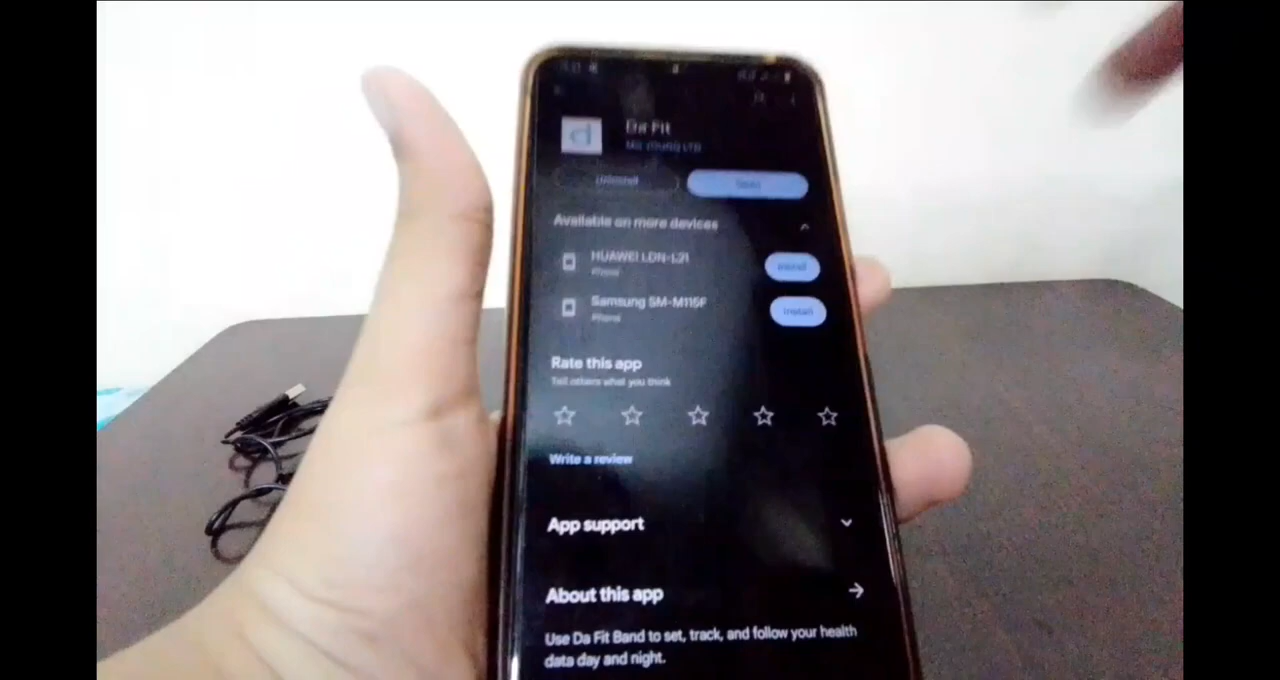 Da Fit
Uninstall
Available on more devices
HUAWEI LDN-L21
Phone
Install
Samsung SM-M115F
Phone
Install
Rate this app
Tell others what you think
Write a review
App support
About this app
Use Da Fit Band to set, track, and follow your health
data day and night.